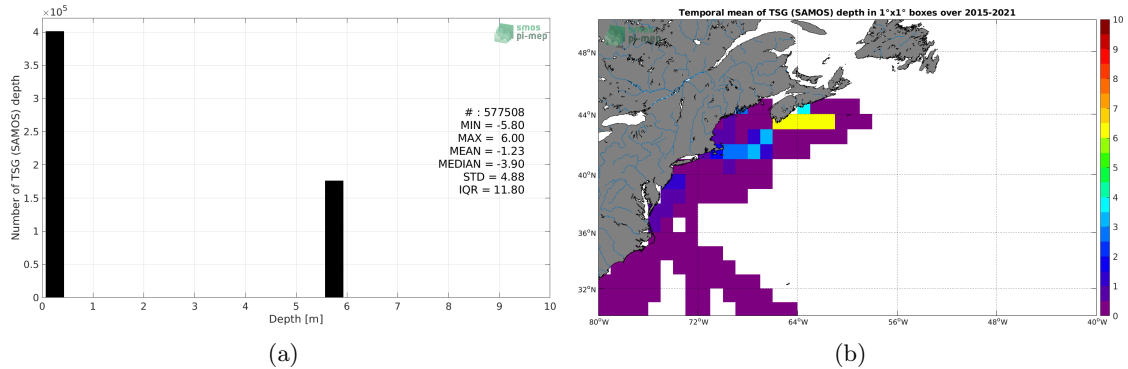 ×10⁵
4
3.5
3
2.5
2
1.5
1
0.5
0
0 1 2 3 4 5 6 7 8 9 10
Number of TSG (SAMOS) depth
Depth [m]
smos
pi-mep
# : 577508
MIN = -5.80
MAX = 6.00
MEAN = -1.23
MEDIAN = -3.90
STD = 4.88
IQR = 11.80
(a)
Temporal mean of TSG (SAMOS) depth in 1°x1° boxes over 2015-2021
smos
pi-mep
48°N
44°N
40°N
36°N
32°N
80°W 72°W 64°W 56°W 48°W 40°W
10
9
8
7
6
5
4
3
2
1
0
(b)